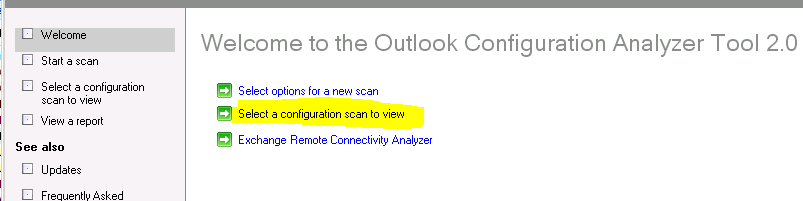 Welcome
Start a scan
Select a configuration
scan to view
View a report
See also
Updates
Frequently Asked
Welcome to the Outlook Configuration Analyzer Tool 2.0
Select options for a new scan
Select a configuration scan to view
Exchange Remote Connectivity Analyzer